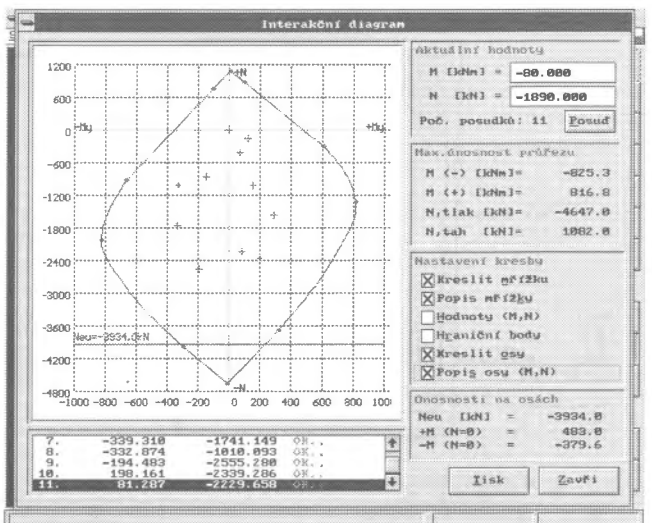 Interakční diagram
Aktuální hodnoty
M [kNm] = -80.000
N [kN] = -1890.000
Poč. posudků: 11 Posuď
Max.únosnost průřezu
M (-) [kNm]= -825.3
M (+) [kNm]= 816.8
N,tlak [kN]= -4647.0
N,tah [kN]= 1082.0
Nastavení kresby
Kreslit mřížku
Popis mřížky
Hodnoty (M,N)
Hraniční body
Kreslit osy
Popis osy (M,N)
Únosnosti na osách
Neu [kN] = -3934.0
+M (N=0) = 483.0
-M (N=0) = -379.6
Tisk Zavři
+N
1200
600
0
-My +My
-600
-1200
-1800
-2400
-3000
-3600
Neu=-3934.0kN
-4200
-4800
-N
-1000 -800 -600 -400 -200 0 200 400 600 800 1000
7. -339.310 -1741.149 OK.,
8. -332.874 -1010.093 OK.,
9. -194.483 -2555.280 OK.,
10. 198.161 -2339.286 OK.,
11. 81.287 -2229.658 OK.,